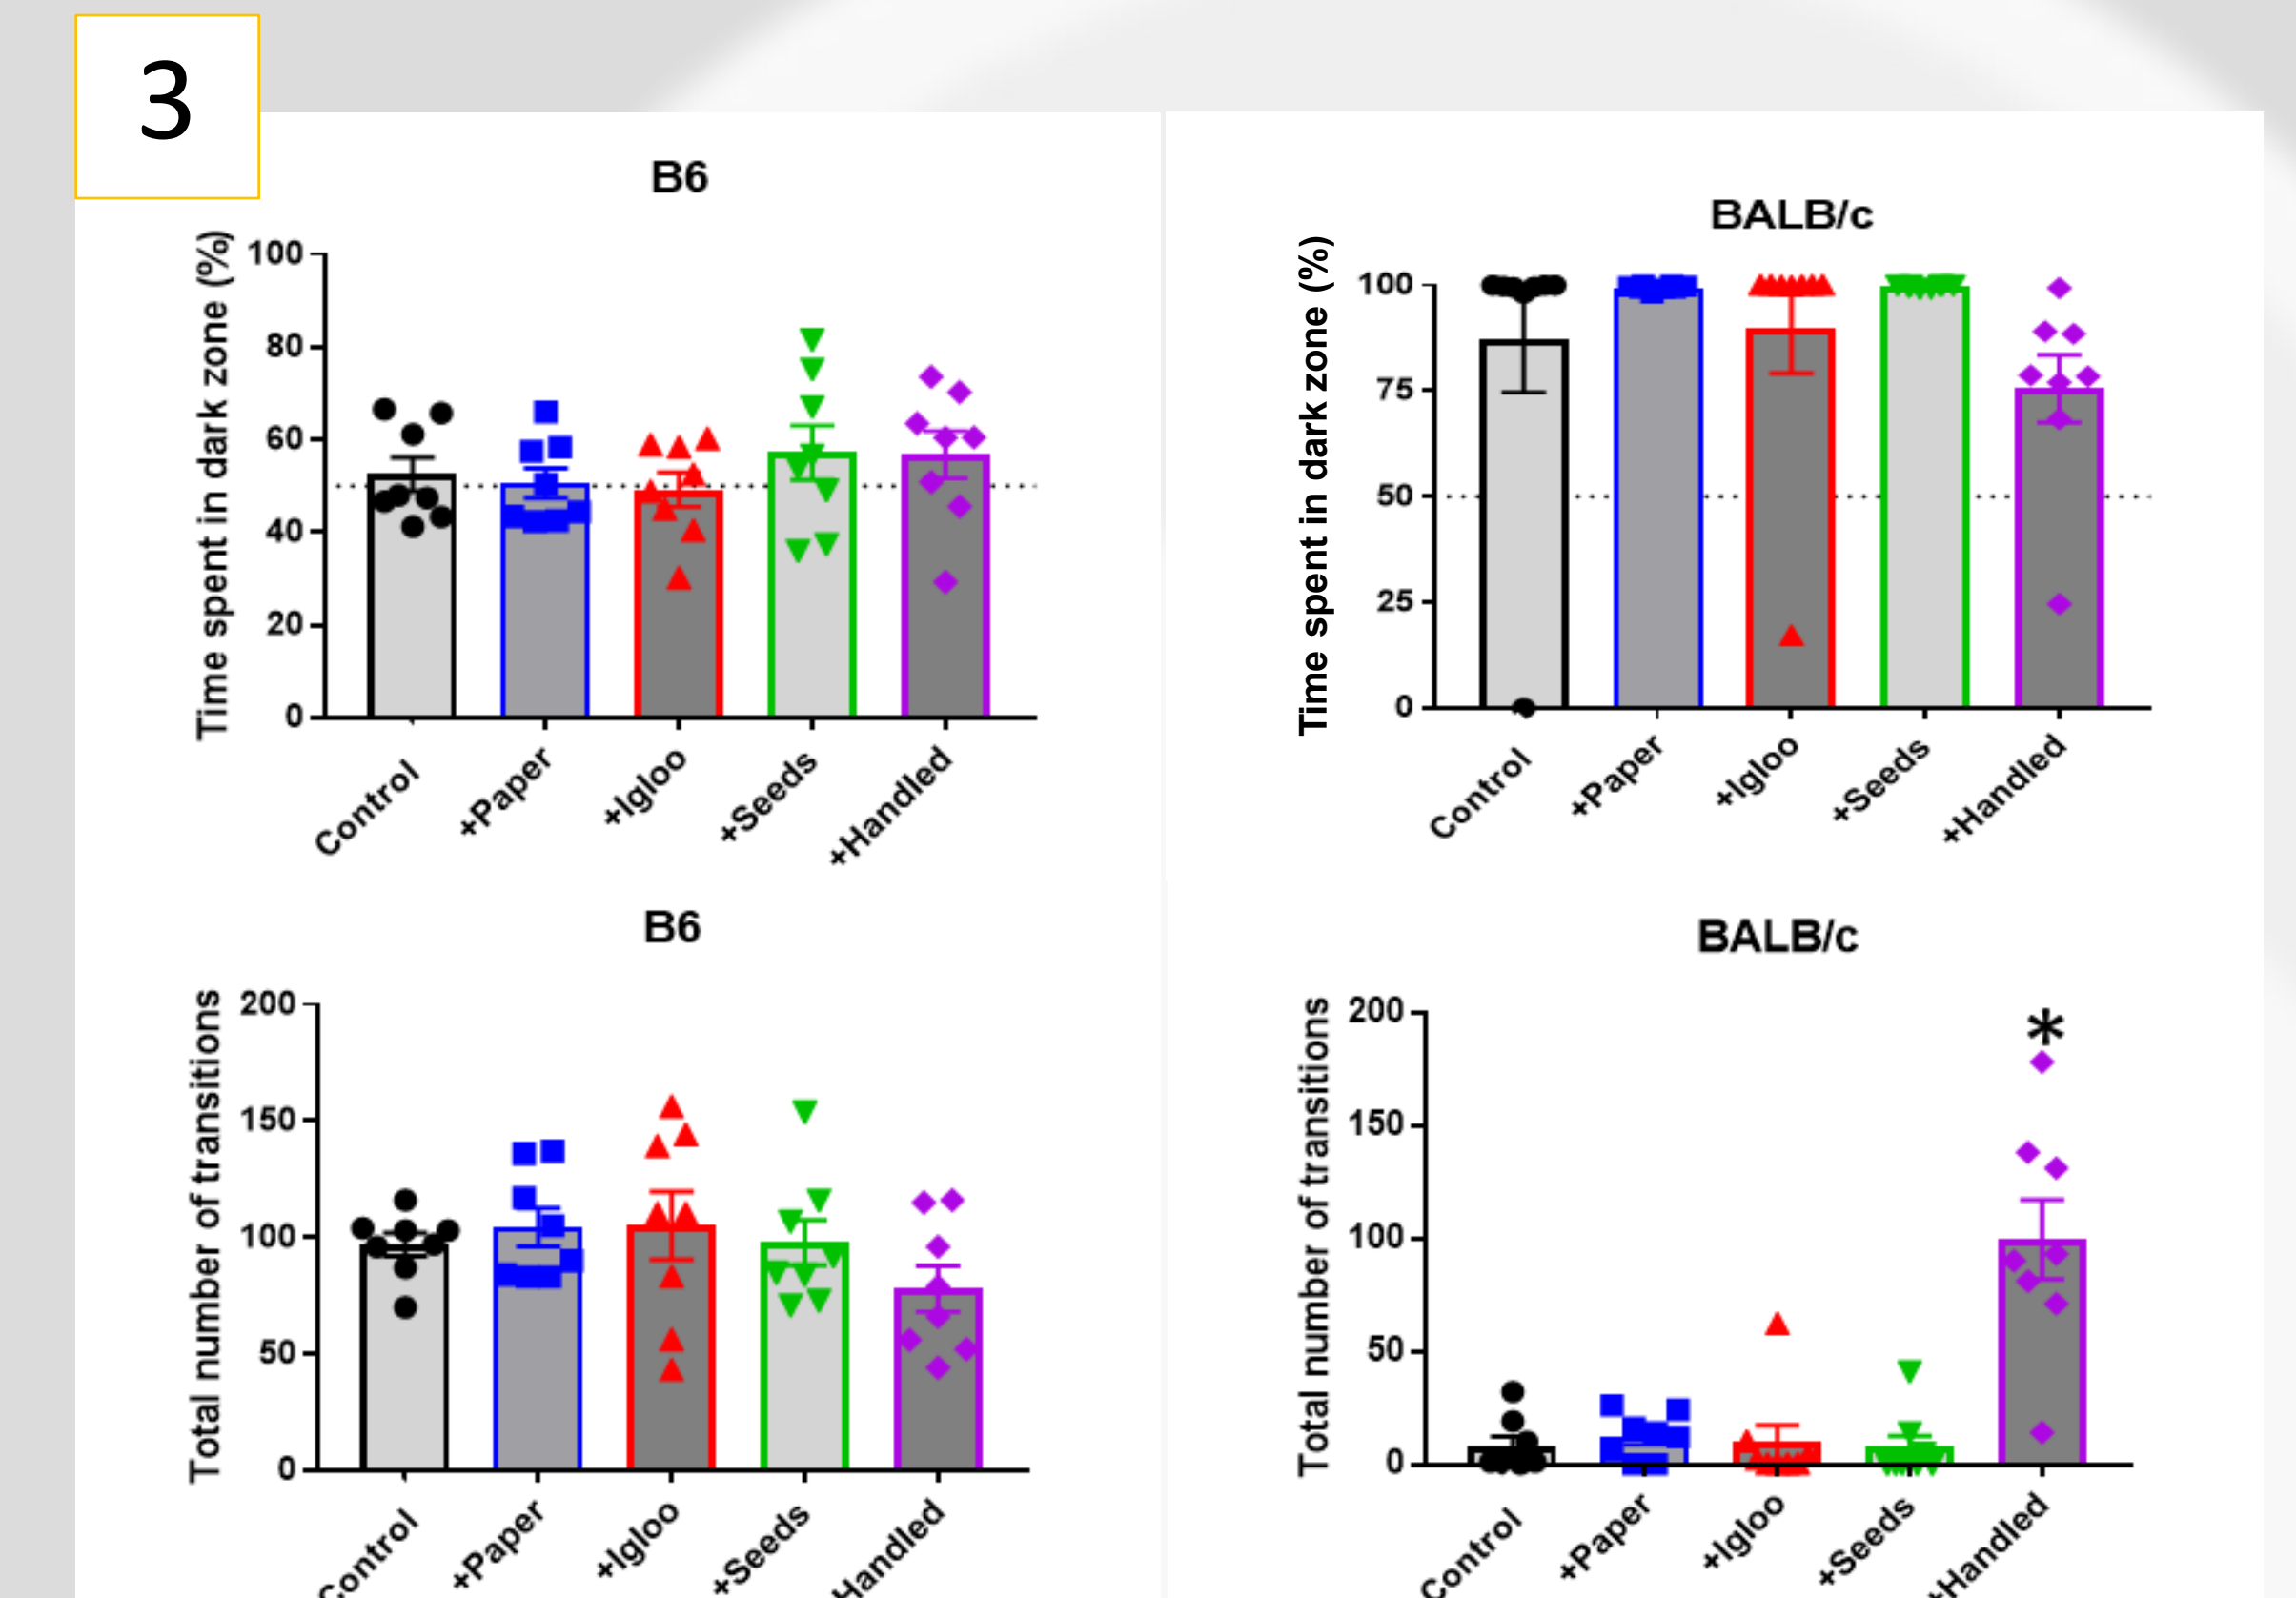 3
B6
Time spent in dark zone (%)
100
80
60
40
20
0
Control
+Paper
+Igloo
+Seeds
+Handled
BALB/c
Time spent in dark zone (%)
100
75
50
25
0
Control
+Paper
+Igloo
+Seeds
+Handled
B6
Total number of transitions
200
150
100
50
0
Control
+Paper
+Igloo
+Seeds
Handled
BALB/c
Total number of transitions
200
150
100
50
0
*
Control
+Paper
+Igloo
+Seeds
+Handled